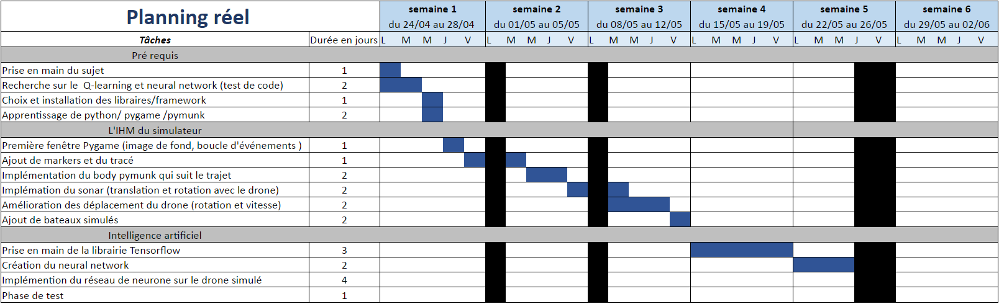 Planning réel
semaine 1 semaine 2 semaine 3 semaine 4 semaine 5 semaine 6
du 24/04 au 28/04 du 01/05 au 05/05 du 08/05 au 12/05 du 15/05 au 19/05 du 22/05 au 26/05 du 29/05 au 02/06
Tâches Durée en jours L M M J V L M M J V L M M J V L M M J V L M M J V L M M J V
Pré requis
Prise en main du sujet 1
Recherche sur le Q-learning et neural network (test de code) 2
Choix et installation des libraires/framework 1
Apprentissage de python/ pygame /pymunk 2
L'IHM du simulateur
Première fenêtre Pygame (image de fond, boucle d'événements ) 1
Ajout de markers et du tracé 1
Implémentation du body pymunk qui suit le trajet 2
Implémation du sonar (translation et rotation avec le drone) 2
Amélioration des déplacement du drone (rotation et vitesse) 2
Ajout de bateaux simulés 2
Intelligence artificiel
Prise en main de la librairie Tensorflow 3
Création du neural network 2
Implémention du réseau de neurone sur le drone simulé 4
Phase de test 1